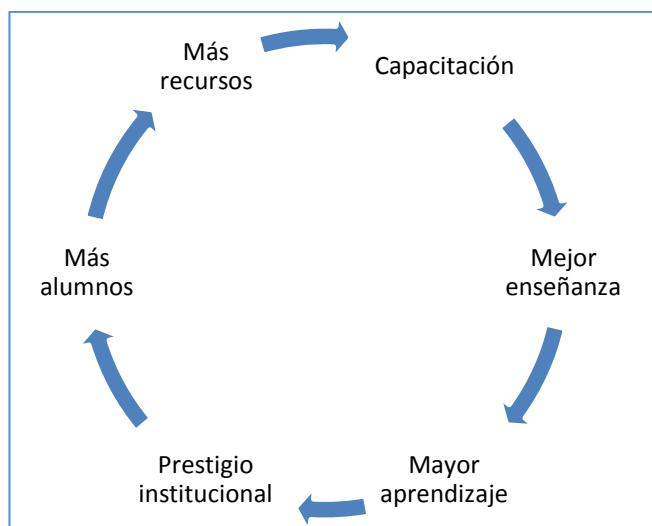 Más
recursos
Capacitación
Mejor
enseñanza
Mayor
aprendizaje
Prestigio
institucional
Más
alumnos